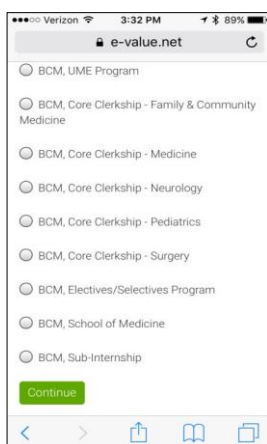 Verizon 3:32 PM 89%
e-value.net
BCM, UME Program
BCM, Core Clerkship - Family & Community
Medicine
BCM, Core Clerkship - Medicine
BCM, Core Clerkship - Neurology
BCM, Core Clerkship - Pediatrics
BCM, Core Clerkship - Surgery
BCM, Electives/Selectives Program
BCM, School of Medicine
BCM, Sub-Internship
Continue